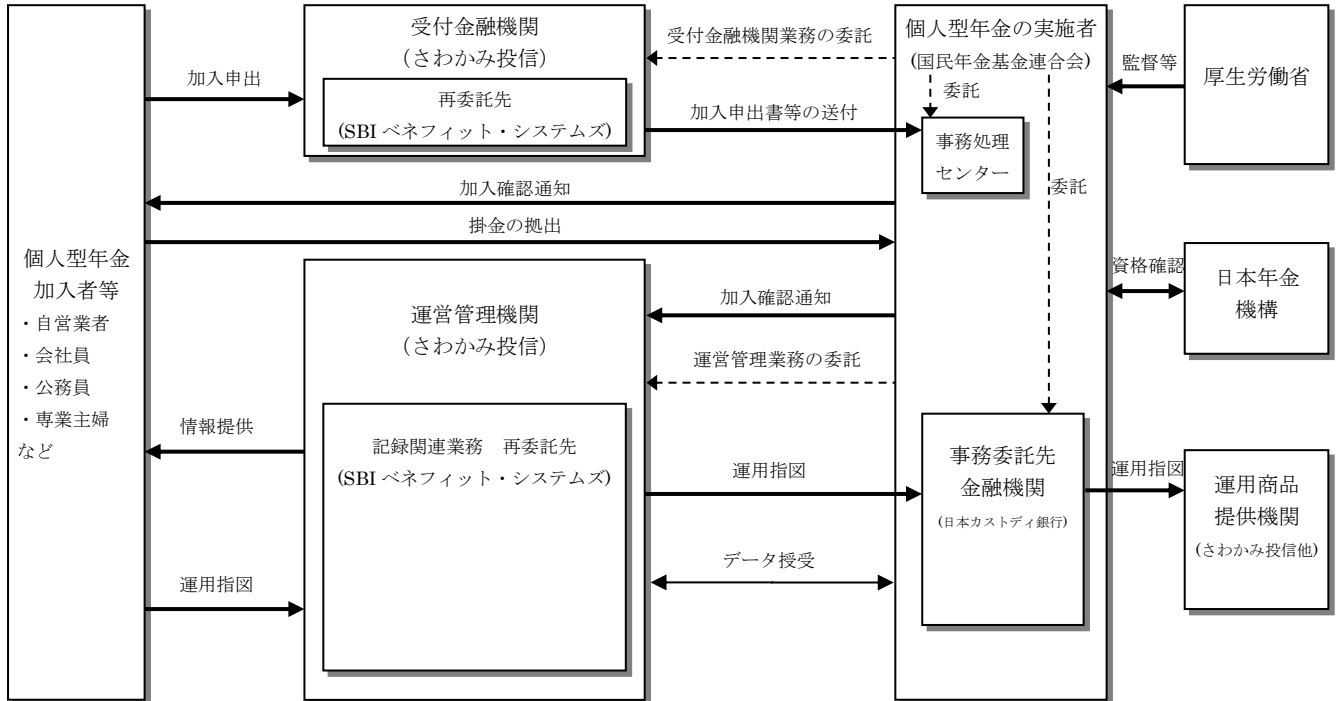 受付金融機関
(さわかみ投信)
再委託先
(SBI ベネフィット・システムズ)
加入申出
受付金融機関業務の委託
加入申出書等の送付
個人型年金の実施者
(国民年金基金連合会)
委託
事務処理
センター
委託
監督等
厚生労働省
加入確認通知
掛金の拠出
個人型年金
加入者等
・自営業者
・会社員
・公務員
・専業主婦
など
運営管理機関
(さわかみ投信)
加入確認通知
運営管理業務の委託
資格確認
日本年金
機構
情報提供
記録関連業務 再委託先
(SBI ベネフィット・システムズ)
運用指図
事務委託先
金融機関
(日本カストディ銀行)
運用指図
運用商品
提供機関
(さわかみ投信他)
データ授受
運用指図